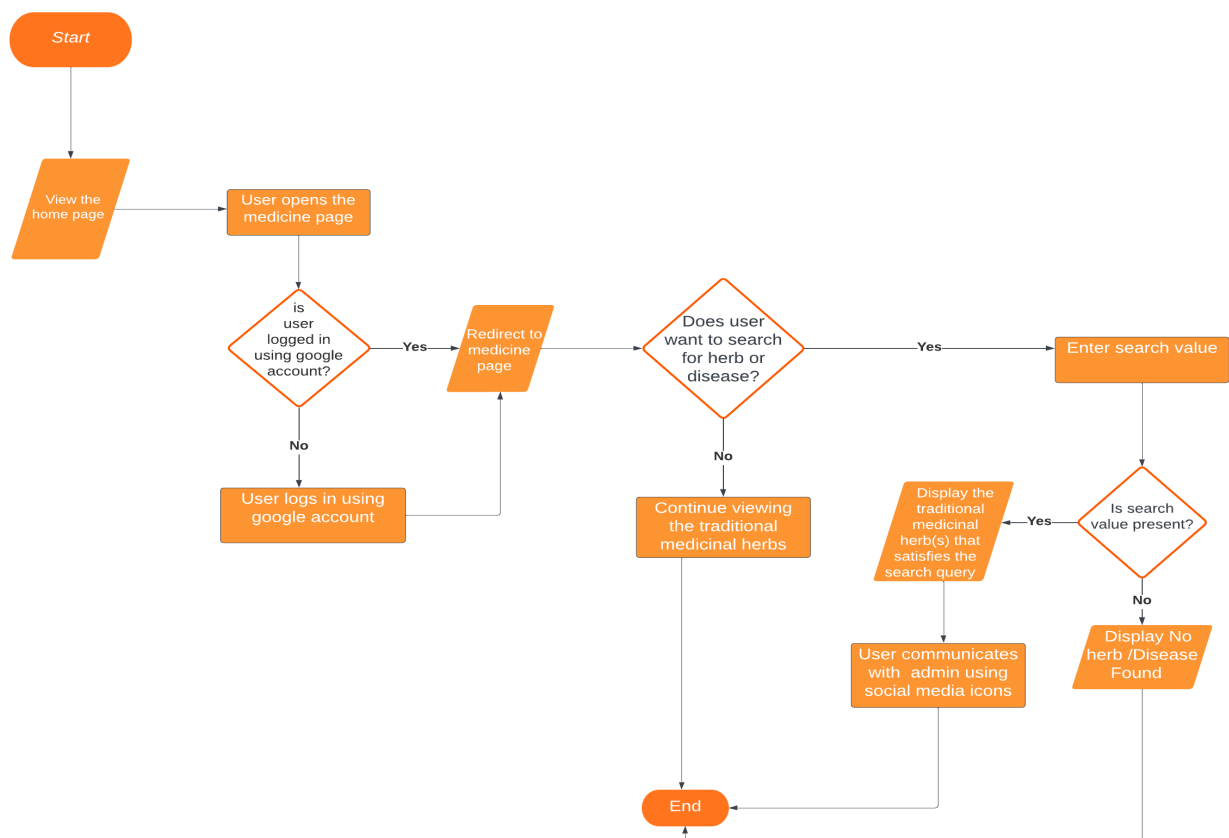 Start
View the
home page
User opens the
medicine page
is
user
logged in
using google
account?
Yes
No
User logs in using
google account
Redirect to
medicine
page
Does user
want to search
for herb or
disease?
Yes
No
Continue viewing
the traditional
medicinal herbs
Enter search value
Is search
value present?
Yes
No
Display the
traditional
medicinal
herb(s) that
satisfies the
search query
User communicates
with admin using
social media icons
Display No
herb /Disease
Found
End